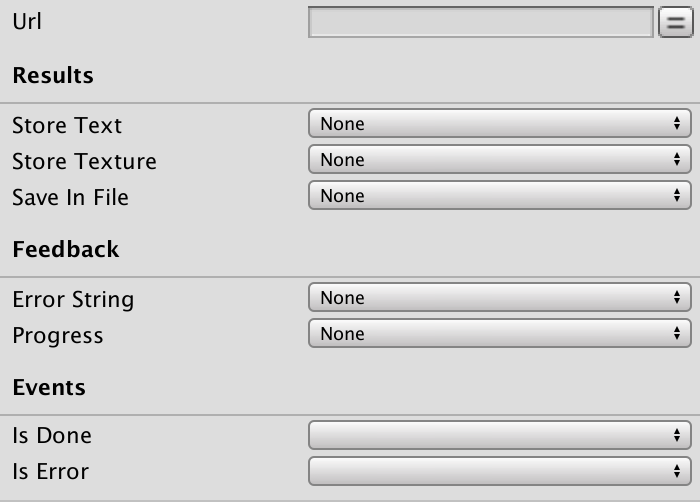 Url
Results
Store Text None
Store Texture None
Save In File None
Feedback
Error String None
Progress None
Events
Is Done
Is Error